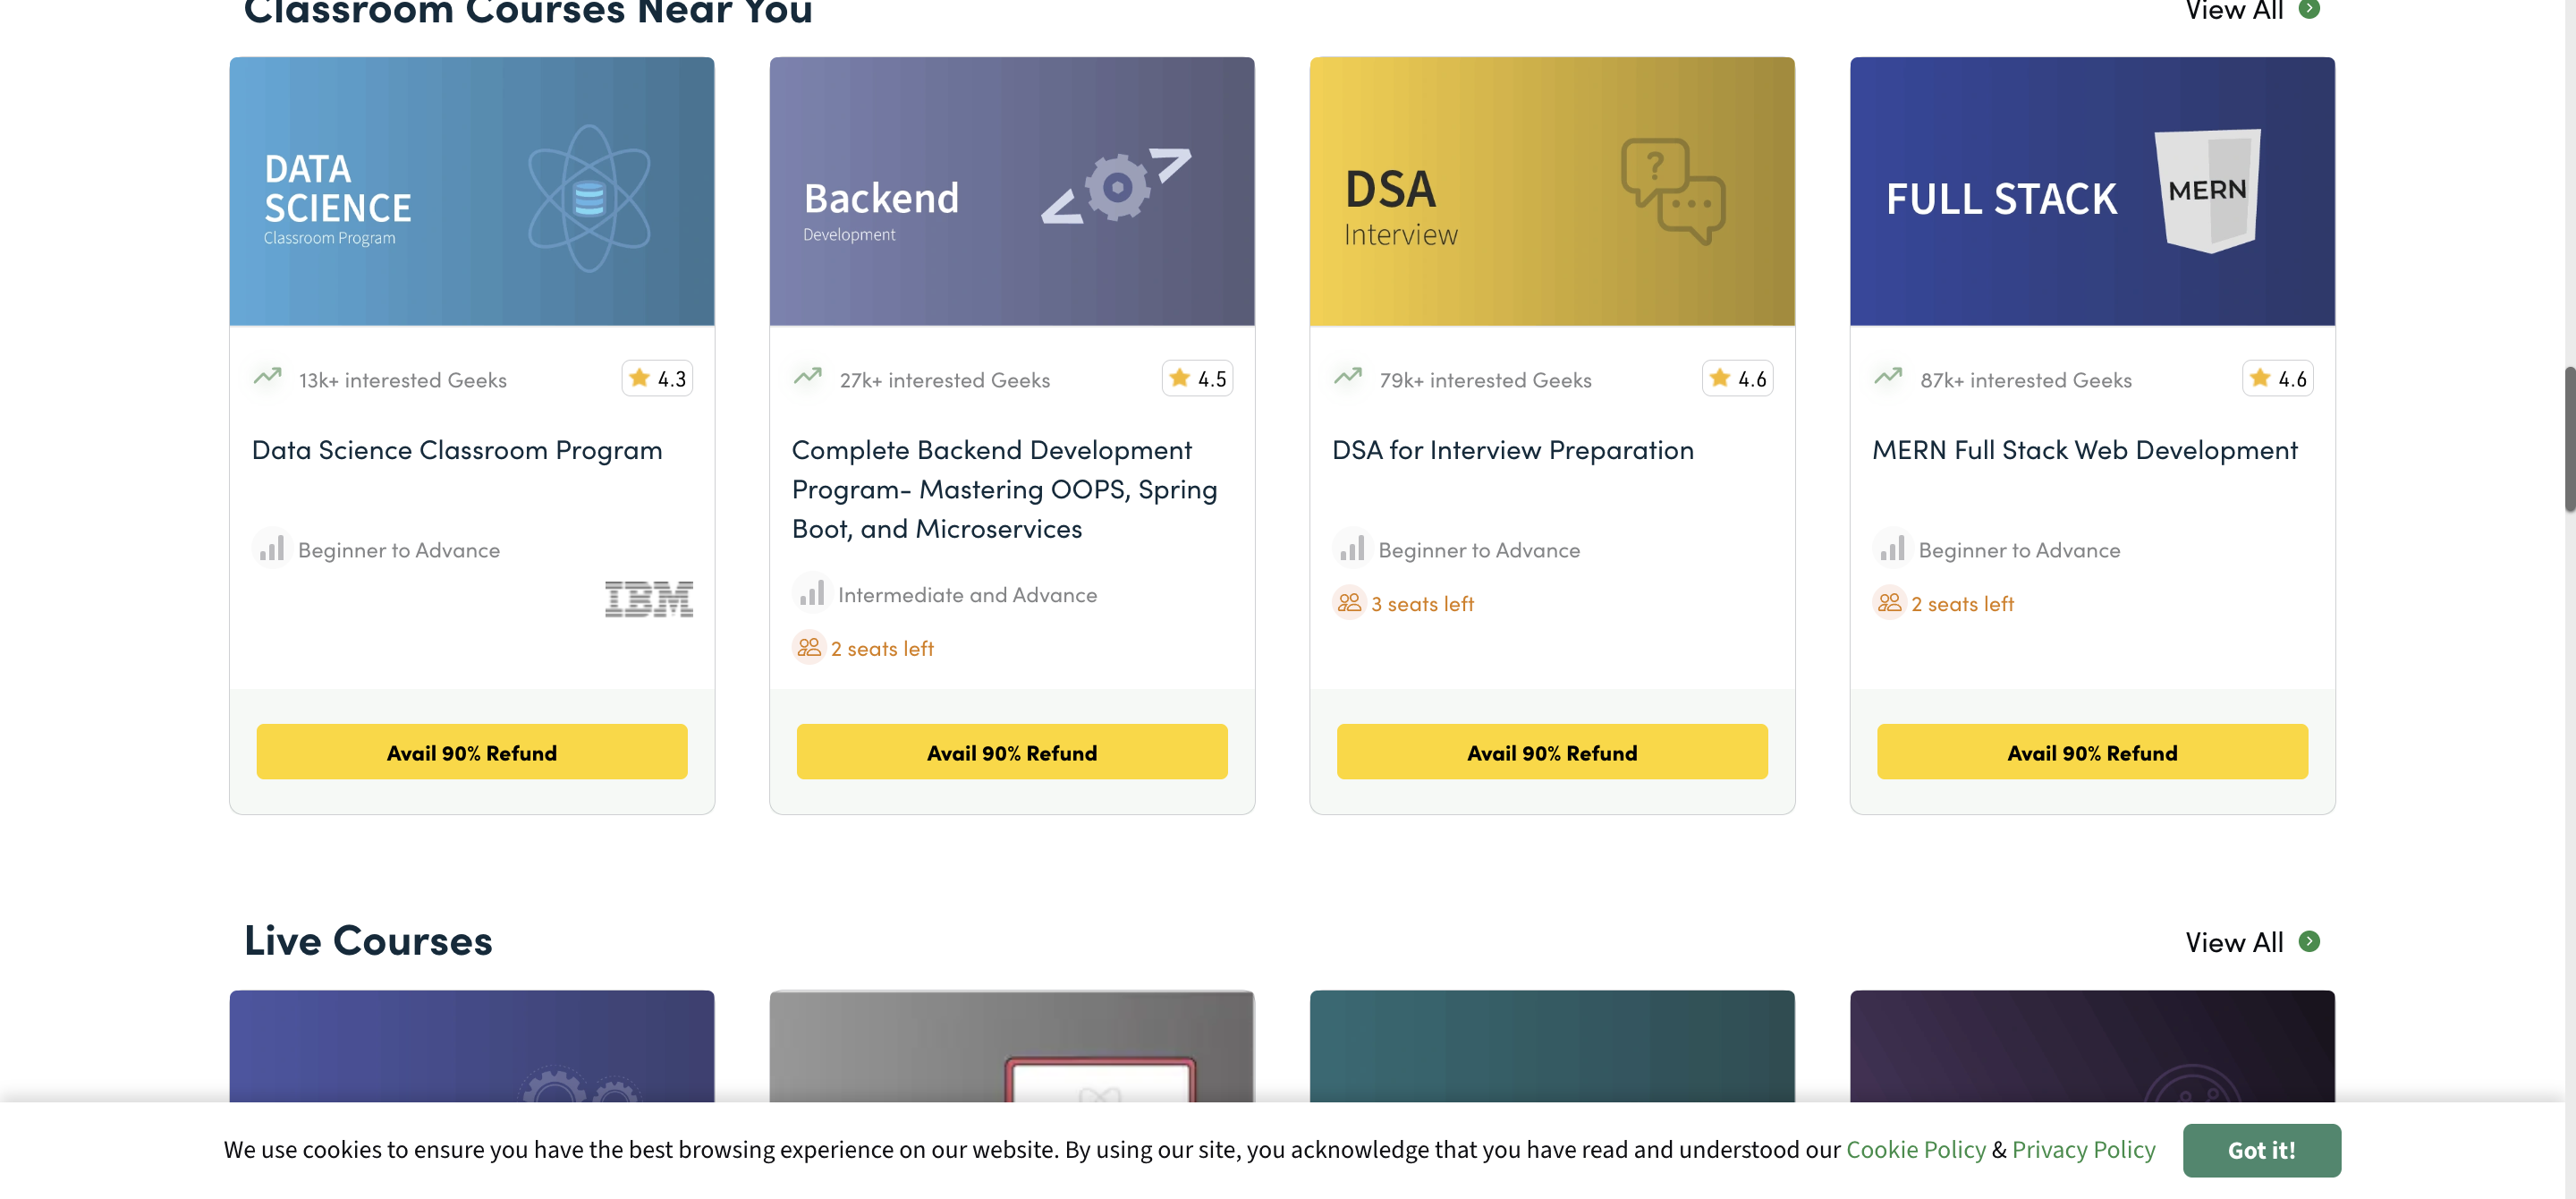 Classroom Courses Near You
View All
DATA
SCIENCE
Classroom Program
Backend
Development
DSA
Interview
?
FULL STACK
MERN
13k+ interested Geeks
4.3
27k+ interested Geeks
4.5
79k+ interested Geeks
4.6
87k+ interested Geeks
4.6
Data Science Classroom Program
Beginner to Advance
IBM
Complete Backend Development
Program- Mastering OOPS, Spring
Boot, and Microservices
Intermediate and Advance
2 seats left
DSA for Interview Preparation
Beginner to Advance
3 seats left
MERN Full Stack Web Development
Beginner to Advance
2 seats left
Avail 90% Refund
Avail 90% Refund
Avail 90% Refund
Avail 90% Refund
Live Courses
View All
We use cookies to ensure you have the best browsing experience on our website. By using our site, you acknowledge that you have read and understood our Cookie Policy & Privacy Policy
Got it!